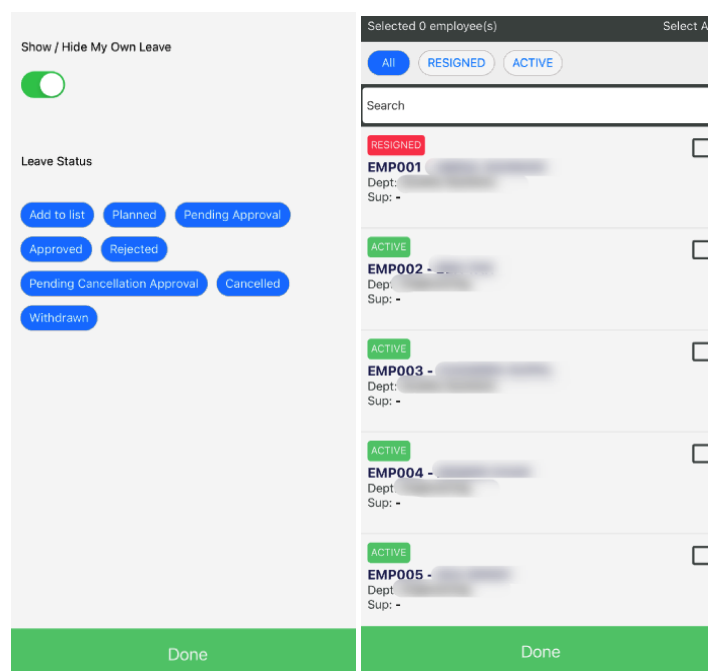 Show / Hide My Own Leave
Leave Status
Add to list Planned Pending Approval
Approved Rejected
Pending Cancellation Approval Cancelled
Withdrawn
Done
Selected 0 employee(s) Select A
All RESIGNED ACTIVE
Search
RESIGNED
EMP001
Dept:
Sup: -
ACTIVE
EMP002 -
Dep
Sup: -
ACTIVE
EMP003 -
Dept:
Sup: -
ACTIVE
EMP004 -
Dept
Sup: -
ACTIVE
EMP005 -
Dept
Sup: -
Done